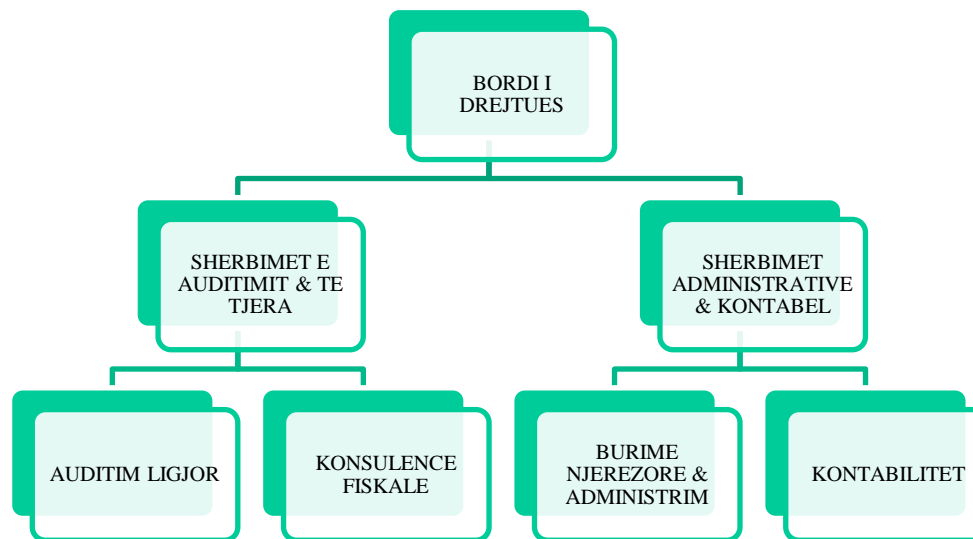 BORDI I
DREJTUES
SHERBIMET E
AUDITIMIT & TE
TJERA
SHERBIMET
ADMINISTRATIVE
& KONTABEL
AUDITIM LIGJOR
KONSULENCE
FISKALE
BURIME
NJEREZORE &
ADMINISTRIM
KONTABILITET